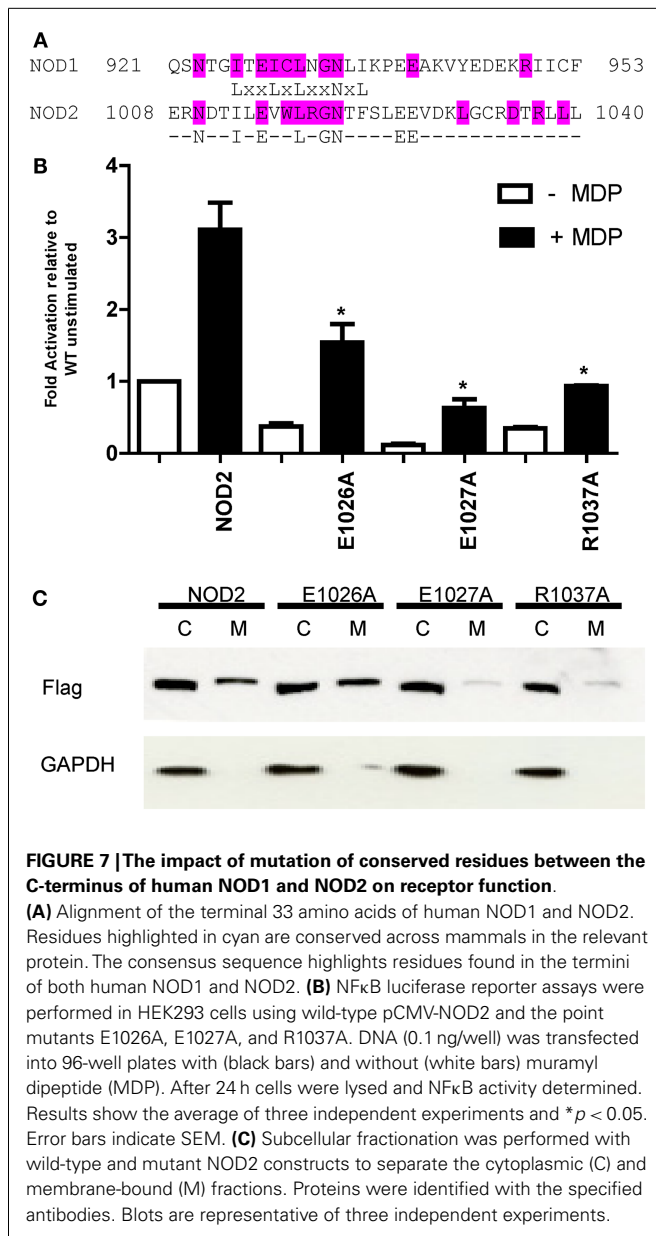 A
NOD1 921 QSNTGITEICLNGNLIKPEEAKVYEDEKRIICF 953
LxxLxLxxNxL
NOD2 1008 ERNDTILEVWLRGNTFSLEEVDKLGCRDTRLLL 1040
--N--I-E--L-GN----EE-------------
B
Fold Activation relative to
WT unstimulated
4
3
2
1
0
- MDP
+ MDP
*
*
*
NOD2
E1026A
E1027A
R1037A
C
NOD2 E1026A E1027A R1037A
C M C M C M C M
Flag
GAPDH
FIGURE 7 | The impact of mutation of conserved residues between the
C-terminus of human NOD1 and NOD2 on receptor function.
(A) Alignment of the terminal 33 amino acids of human NOD1 and NOD2.
Residues highlighted in cyan are conserved across mammals in the relevant
protein. The consensus sequence highlights residues found in the termini
of both human NOD1 and NOD2. (B) NFκB luciferase reporter assays were
performed in HEK293 cells using wild-type pCMV-NOD2 and the point
mutants E1026A, E1027A, and R1037A. DNA (0.1 ng/well) was transfected
into 96-well plates with (black bars) and without (white bars) muramyl
dipeptide (MDP). After 24 h cells were lysed and NFκB activity determined.
Results show the average of three independent experiments and *p < 0.05.
Error bars indicate SEM. (C) Subcellular fractionation was performed with
wild-type and mutant NOD2 constructs to separate the cytoplasmic (C) and
membrane-bound (M) fractions. Proteins were identified with the specified
antibodies. Blots are representative of three independent experiments.